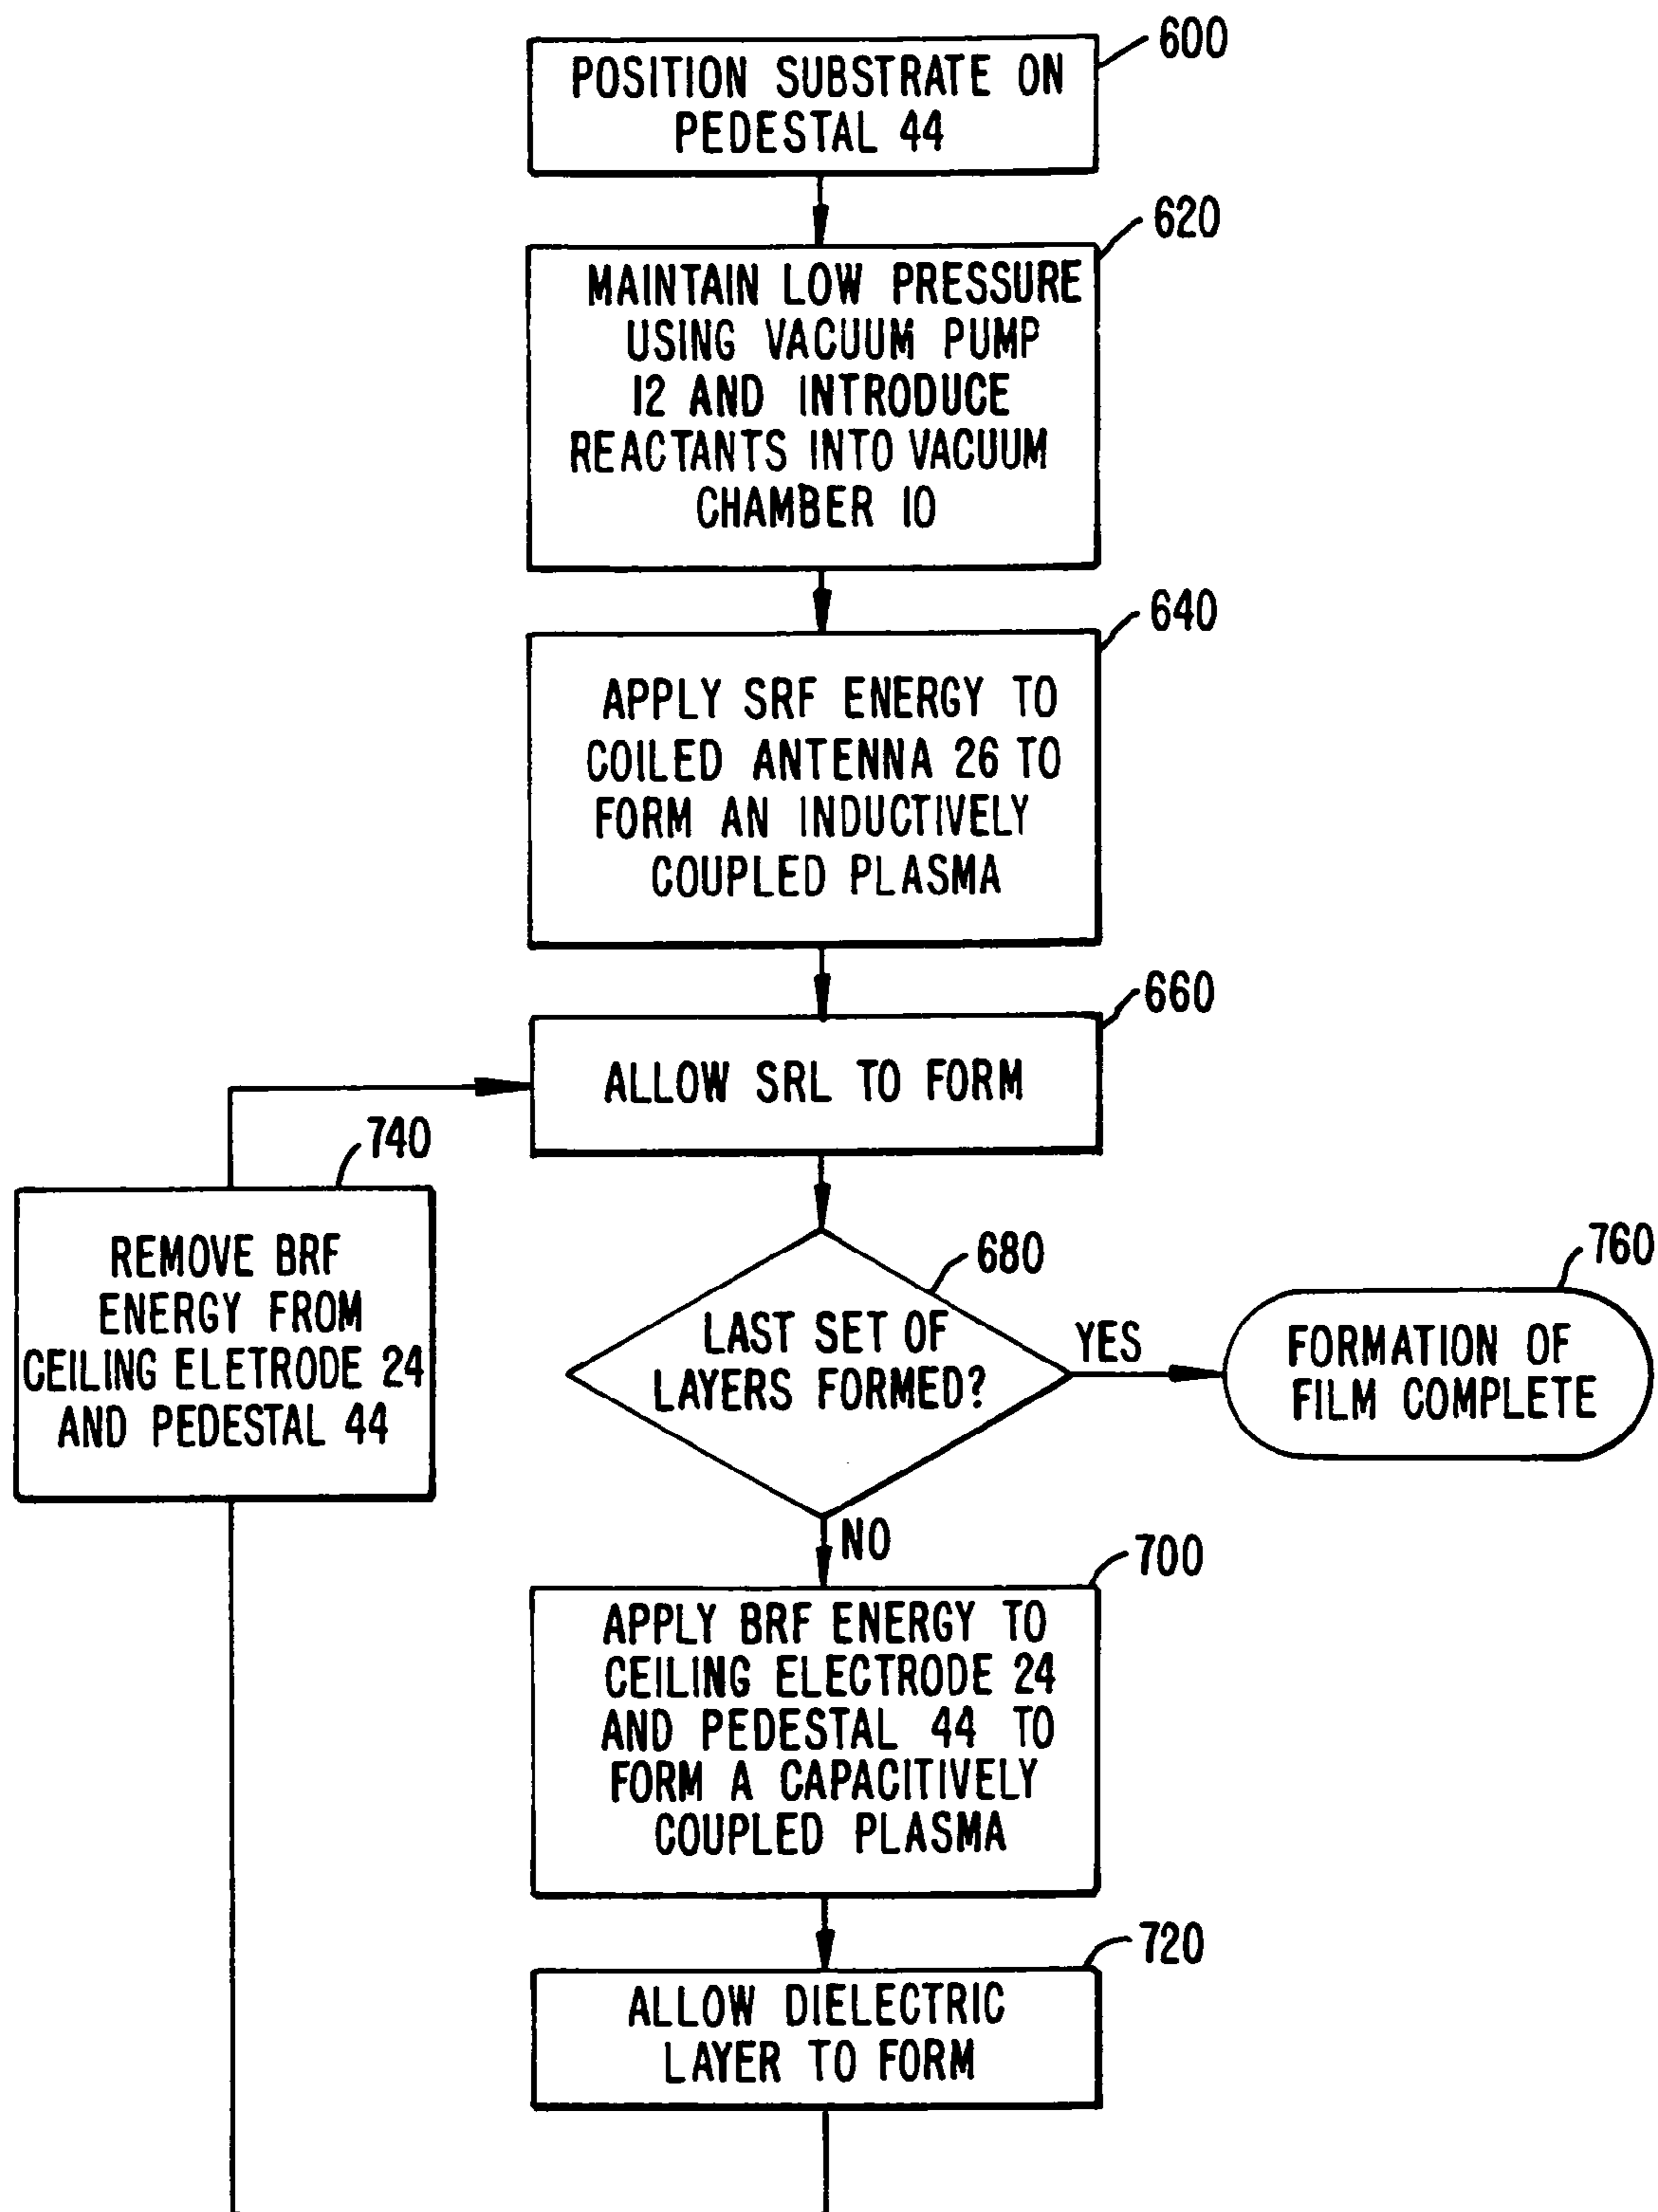 600
POSITION SUBSTRATE ON
PEDESTAL 44
620
MAINTAIN LOW PRESSURE
USING VACUUM PUMP
12 AND INTRODUCE
REACTANTS INTO VACUUM
CHAMBER 10
640
APPLY SRF ENERGY TO
COILED ANTENNA 26 TO
FORM AN INDUCTIVELY
COUPLED PLASMA
660
ALLOW SRL TO FORM
740
REMOVE BRF
ENERGY FROM
CEILING ELETRODE 24
AND PEDESTAL 44
680
LAST SET OF
LAYERS FORMED?
YES
760
FORMATION OF
FILM COMPLETE
NO
700
APPLY BRF ENERGY TO
CEILING ELECTRODE 24
AND PEDESTAL 44 TO
FORM A CAPACITIVELY
COUPLED PLASMA
720
ALLOW DIELECTRIC
LAYER TO FORM